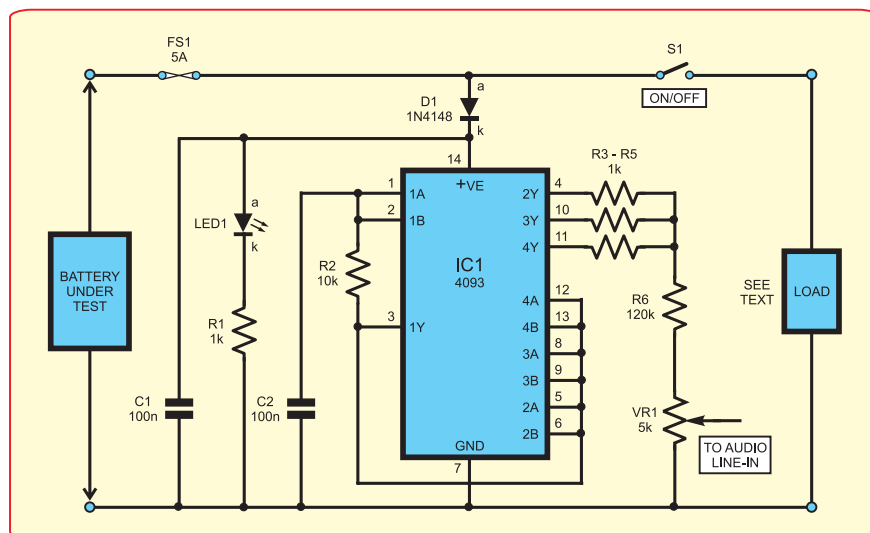 FS1
5A
S1
ON/OFF
D1
1N4148
a
k
14
+VE
R3 - R5
1k
1
1A
2
1B
2Y
4
3Y
10
4Y
11
a
LED1
k
R2
10k
IC1
4093
BATTERY
UNDER
TEST
12
4A
13
4B
R6
120k
SEE
TEXT
LOAD
R1
1k
3
1Y
8
3A
9
3B
C1
100n
C2
100n
5
2A
6
2B
VR1
5k
GND
7
TO AUDIO
LINE-IN